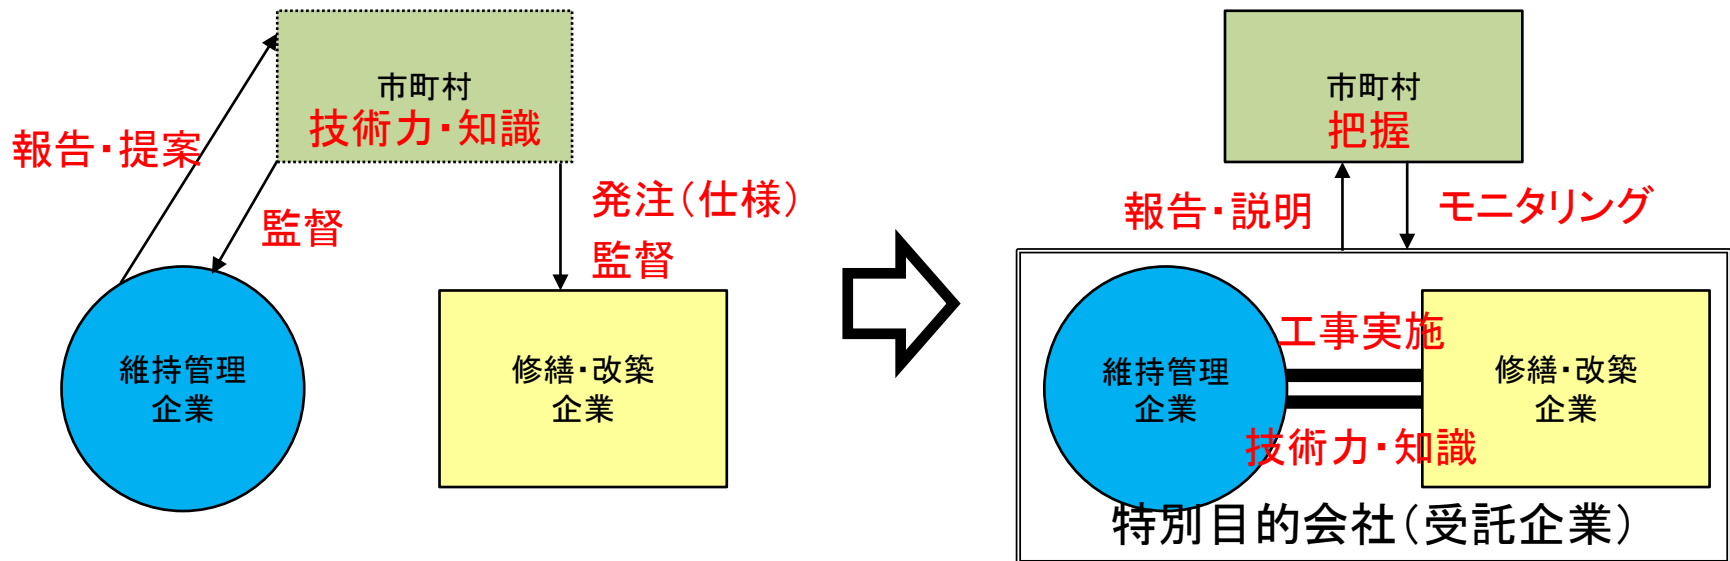 市町村
技術力・知識
報告・提案
監督
発注(仕様)
監督
維持管理
企業
修繕・改築
企業
市町村
把握
報告・説明
モニタリング
工事実施
維持管理
企業
修繕・改築
企業
技術力・知識
特別目的会社(受託企業)